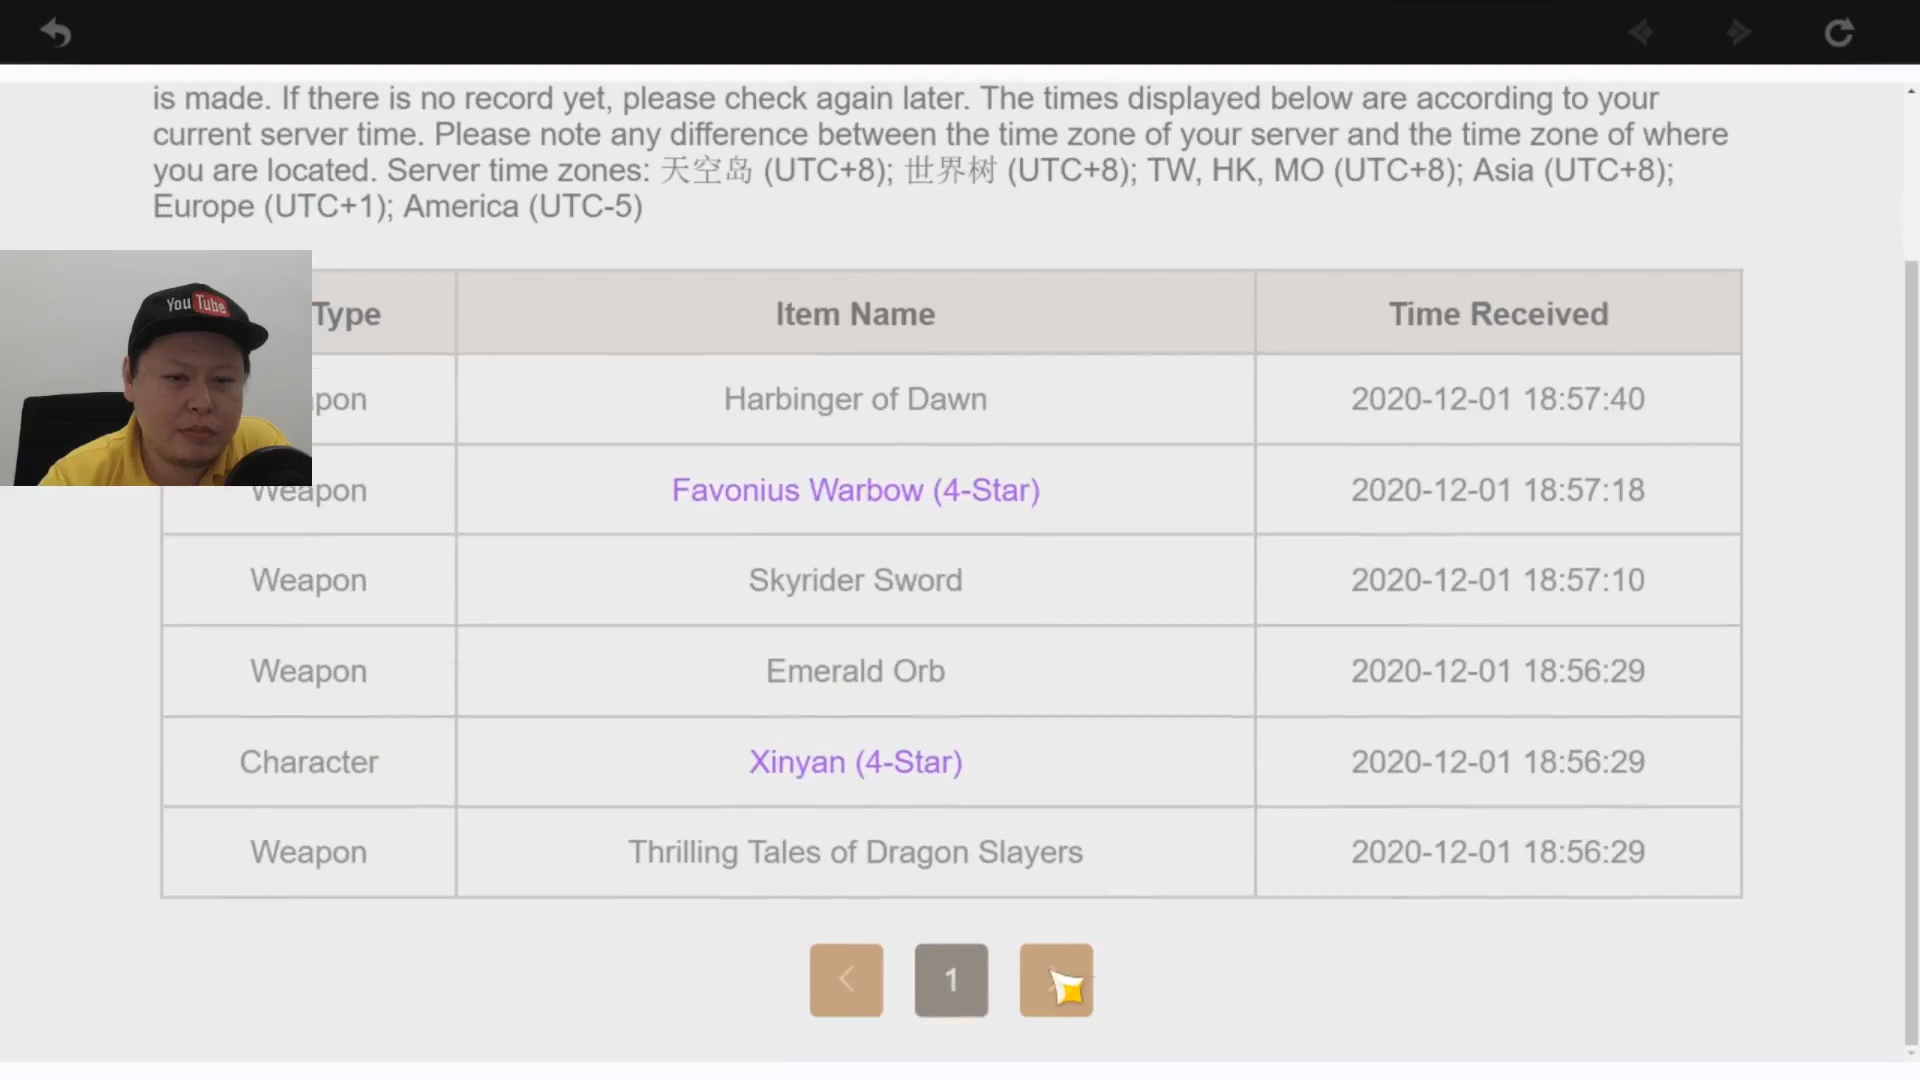 is made. If there is no record yet, please check again later. The times displayed below are according to your
current server time. Please note any difference between the time zone of your server and the time zone of where
you are located. Server time zones: 天空岛 (UTC+8); 世界树 (UTC+8); TW, HK, MO (UTC+8); Asia (UTC+8);
Europe (UTC+1); America (UTC-5)
YouTube
Type Item Name Time Received
pon Harbinger of Dawn 2020-12-01 18:57:40
Weapon Favonius Warbow (4-Star) 2020-12-01 18:57:18
Weapon Skyrider Sword 2020-12-01 18:57:10
Weapon Emerald Orb 2020-12-01 18:56:29
Character Xinyan (4-Star) 2020-12-01 18:56:29
Weapon Thrilling Tales of Dragon Slayers 2020-12-01 18:56:29
1